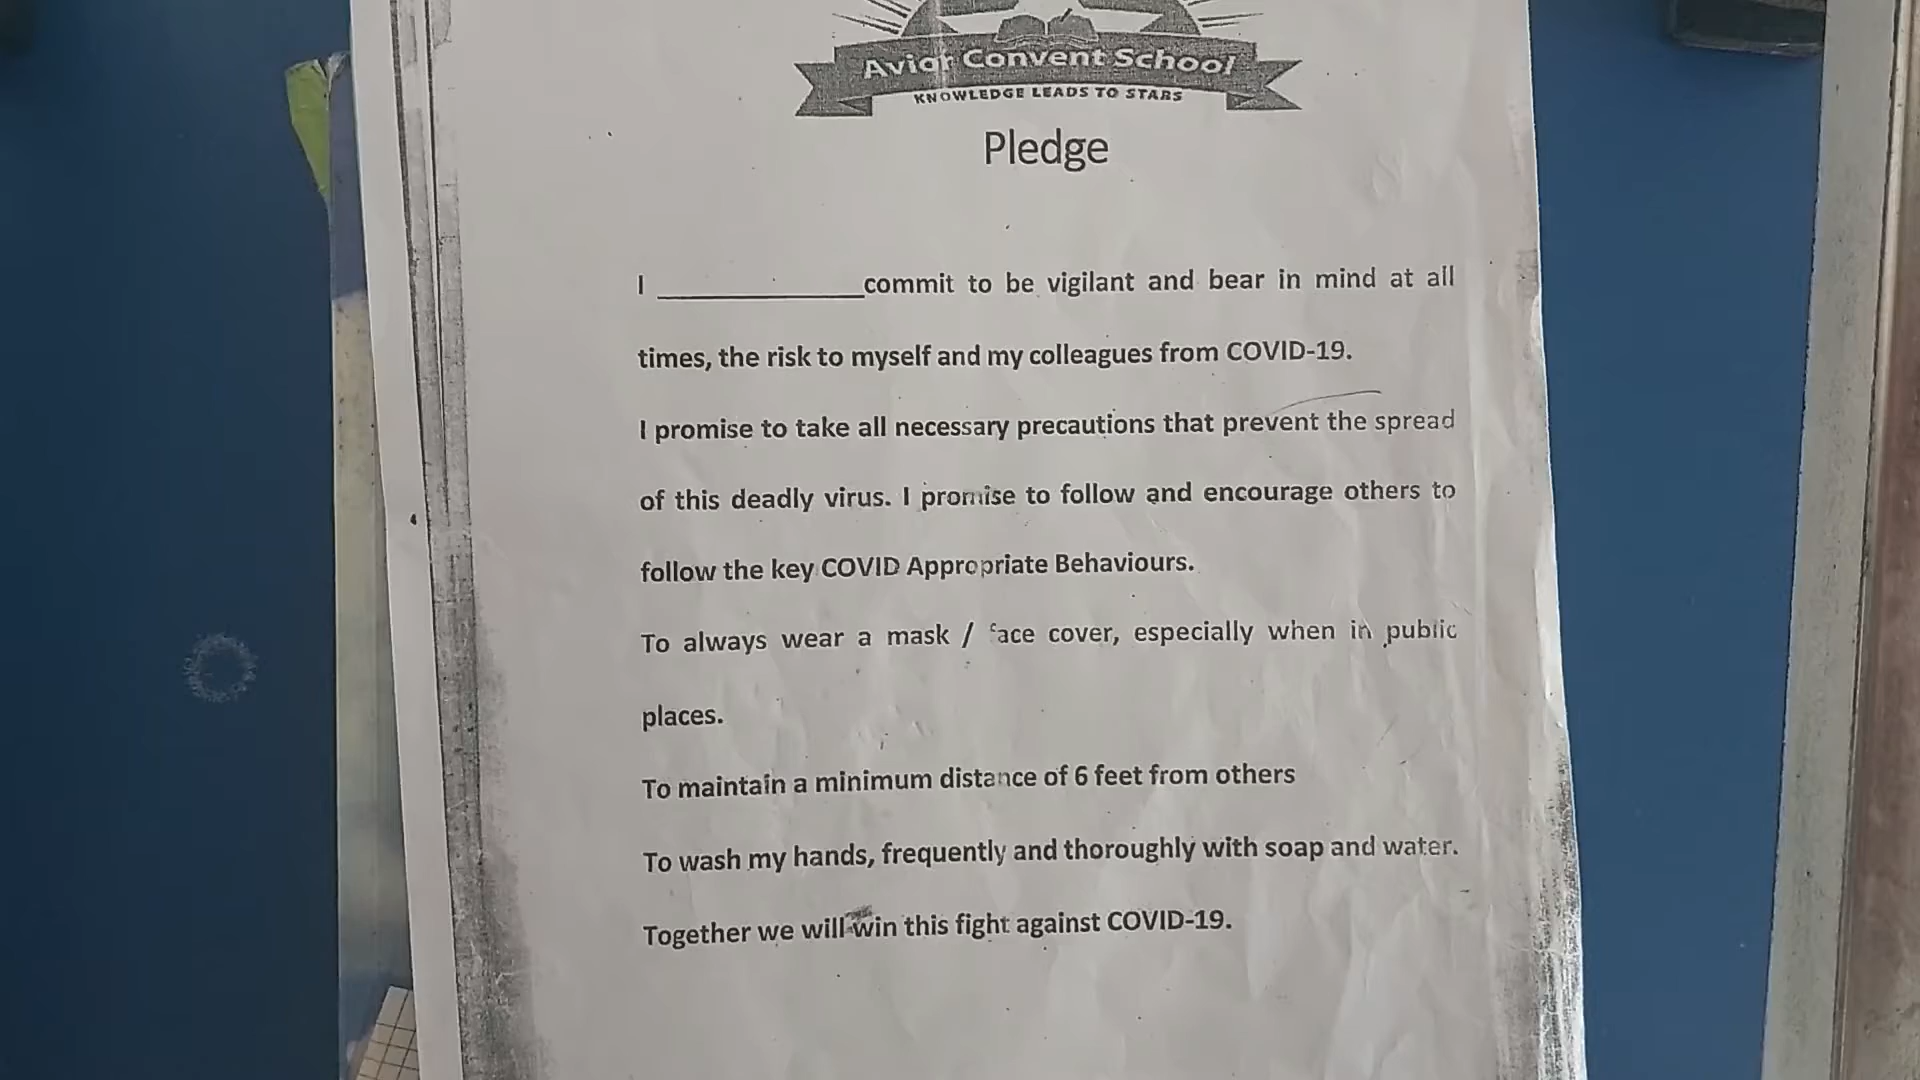 Avior Convent School
KNOWLEDGE LEADS TO STARS
Pledge
I ______________commit to be vigilant and bear in mind at all
times, the risk to myself and my colleagues from COVID-19.
I promise to take all necessary precautions that prevent the spread
of this deadly virus. I promise to follow and encourage others to
follow the key COVID Appropriate Behaviours.
To always wear a mask / face cover, especially when in public
places.
To maintain a minimum distance of 6 feet from others
To wash my hands, frequently and thoroughly with soap and water.
Together we will win this fight against COVID-19.